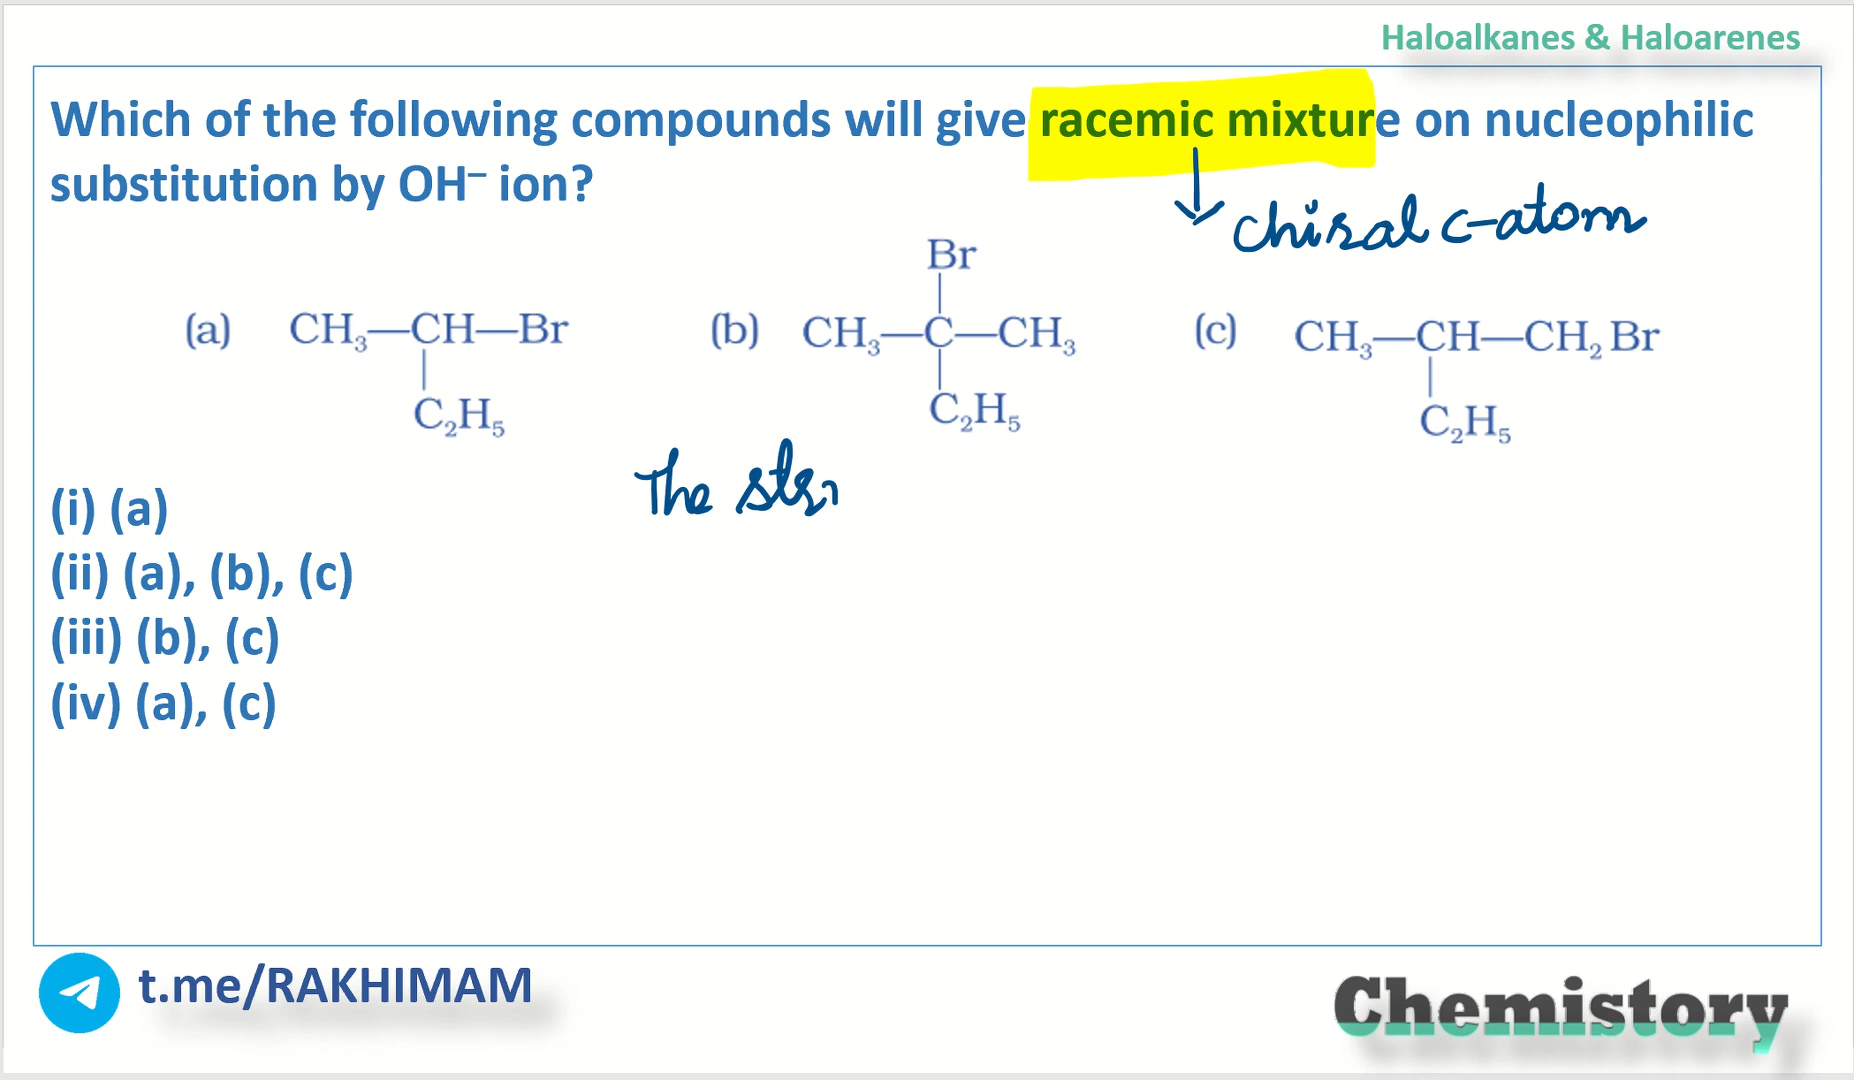 Haloalkanes & Haloarenes
Which of the following compounds will give racemic mixture on nucleophilic
substitution by OH⁻ ion?
chiral c-atom
Br
(a) CH₃—CH—Br (b) CH₃—C—CH₃ (c) CH₃—CH—CH₂Br
C₂H₅ C₂H₅ C₂H₅
The
(i) (a)
(ii) (a), (b), (c)
(iii) (b), (c)
(iv) (a), (c)
t.me/RAKHIMAM
Chemistory